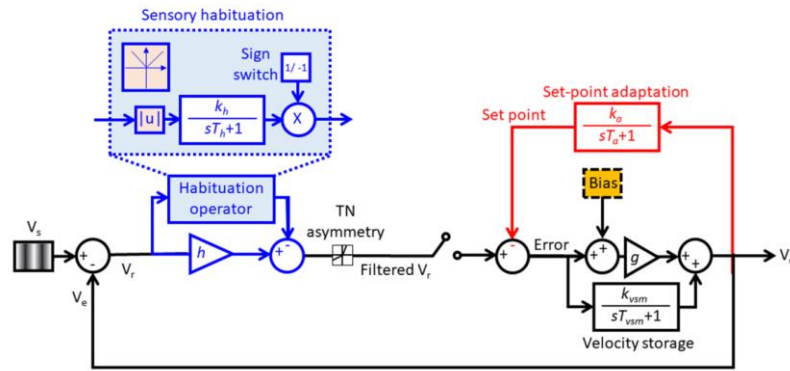 Sensory habituation
Sign
switch
1/ -1
|u|
k_h
sT_h+1
X
Set-point adaptation
Set point
k_a
sT_a+1
Habituation
operator
Bias
TN
asymmetry
V_s
+
-
V_r
h
+
-
Filtered V_r
+
-
Error
+
+
g
+
+
V_e
k_vsm
sT_vsm+1
Velocity storage